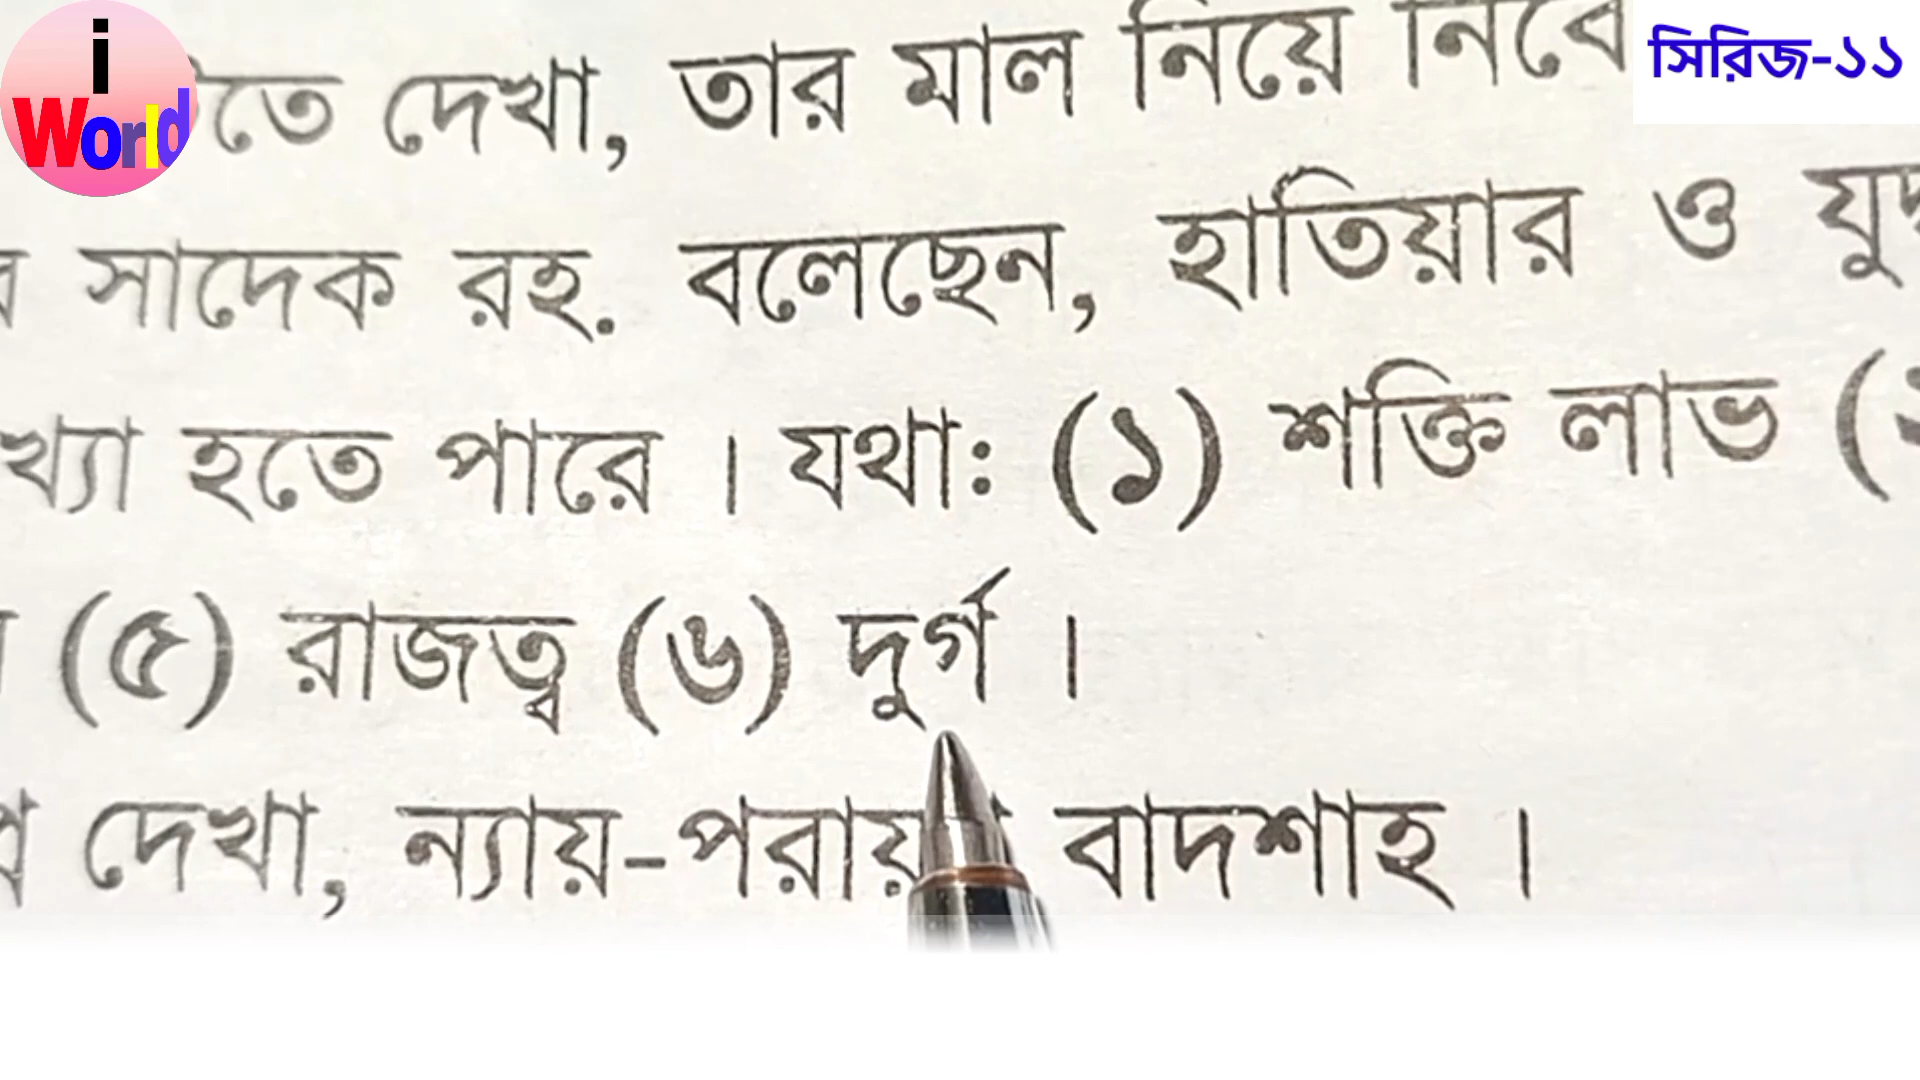 i
World
সিরিজ-১১
দেখা, তার মাল নিয়ে নিবে
সাদেক রহ. বলেছেন, হাতিয়ার ও
হতে পারে । যথাঃ (১) শক্তি লাভ
(৫) রাজত্ব (৬) দুর্গ ।
দেখা, ন্যায়-পরায় বাদশাহ ।